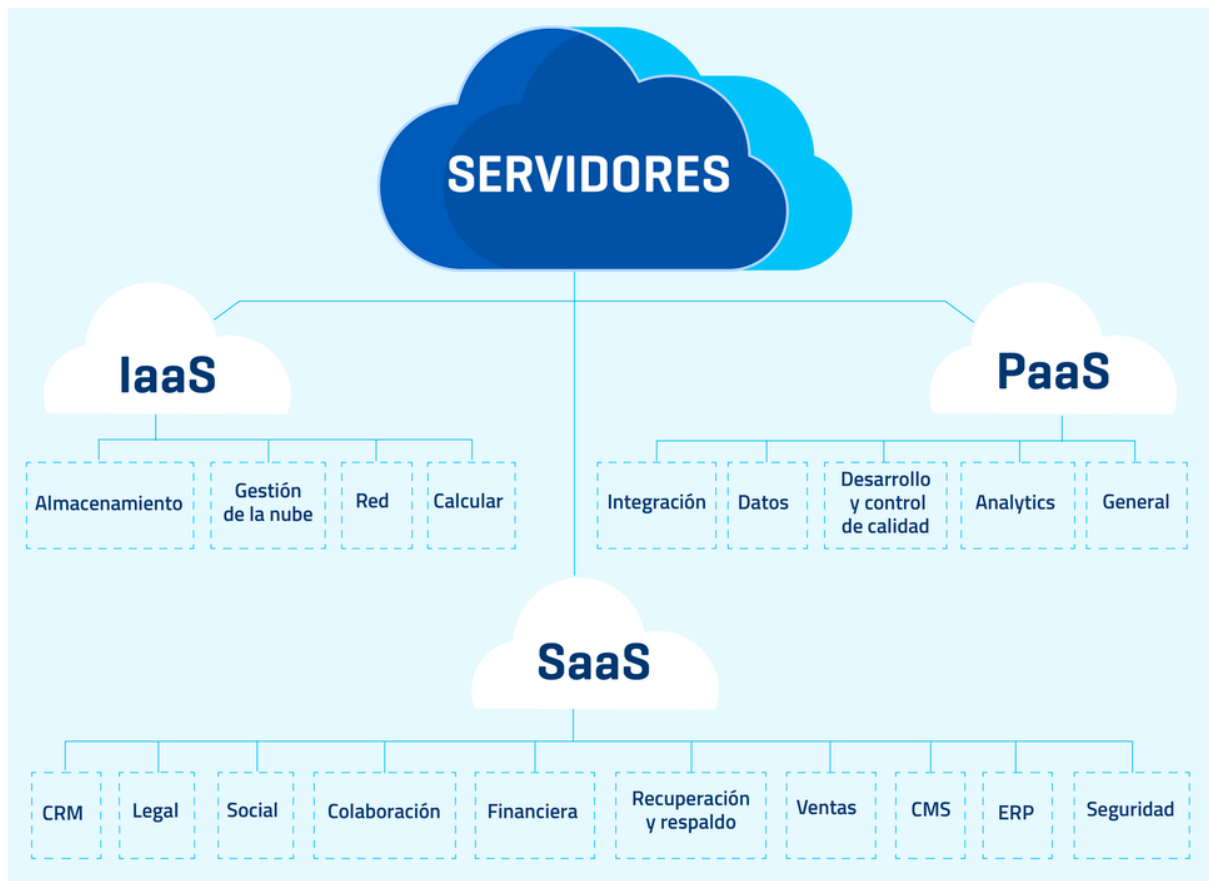 SERVIDORES
IaaS
PaaS
Almacenamiento
Gestión
de la nube
Red
Calcular
Integración
Datos
Desarrollo
y control
de calidad
Analytics
General
SaaS
CRM
Legal
Social
Colaboración
Financiera
Recuperación
y respaldo
Ventas
CMS
ERP
Seguridad